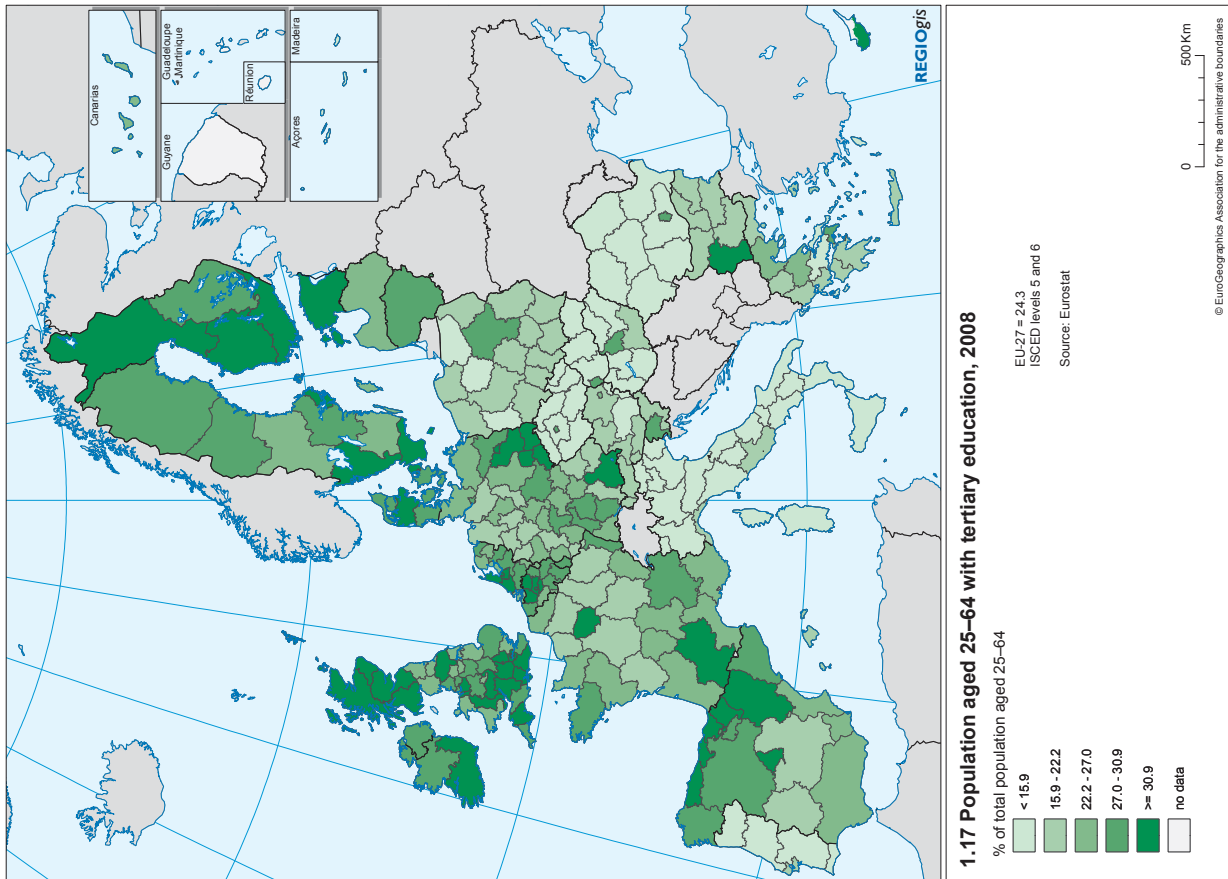 Canarias
Guyane
Guadeloupe
Martinique
Réunion
Açores
Madeira
REGIOgis
1.17 Population aged 25–64 with tertiary education, 2008
% of total population aged 25–64
< 15.9
15.9 - 22.2
22.2 - 27.0
27.0 - 30.9
>= 30.9
no data
EU-27 = 24.3
ISCED levels 5 and 6
Source: Eurostat
0 500 Km
© EuroGeographics Association for the administrative boundaries